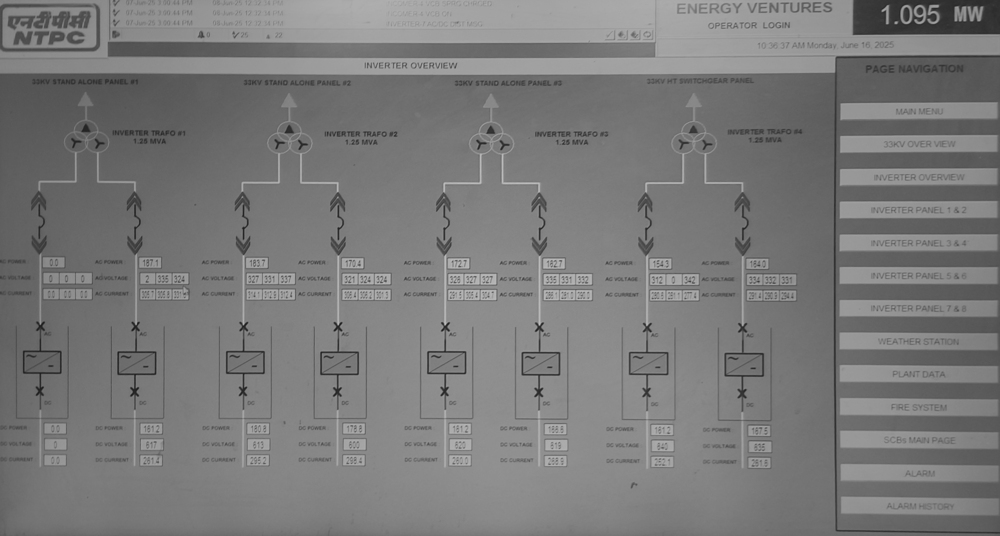 एनटीपीसी
NTPC
07-Jun-25 3:00:44 PM 08-Jun-25 12:32:34 PM INCOMER-4 VCB SPRG CHRGED
07-Jun-25 3:00:44 PM 08-Jun-25 12:32:34 PM INCOMER-4 VCB ON
07-Jun-25 3:00:44 PM 08-Jun-25 12:32:34 PM INVERTER-7 AC/DC DIST MSG
0 25 22
ENERGY VENTURES
OPERATOR LOGIN
1.095 MW
10:36:37 AM Monday, June 16, 2025
INVERTER OVERVIEW
33KV STAND ALONE PANEL #1 33KV STAND ALONE PANEL #2 33KV STAND ALONE PANEL #3 33KV HT SWITCHGEAR PANEL
INVERTER TRAFO #1 INVERTER TRAFO #2 INVERTER TRAFO #3 INVERTER TRAFO #4
1.25 MVA 1.25 MVA 1.25 MVA 1.25 MVA
AC POWER : 0.0 AC POWER : 187.1 AC POWER : 183.7 AC POWER : 170.4 AC POWER : 172.7 AC POWER : 162.7 AC POWER : 154.3 AC POWER : 164.0
AC VOLTAGE : 0 0 0 AC VOLTAGE : 2 335 324 AC VOLTAGE : 327 331 337 AC VOLTAGE : 321 324 324 AC VOLTAGE : 326 327 327 AC VOLTAGE : 335 331 332 AC VOLTAGE : 312 0 342 AC VOLTAGE : 334 332 331
AC CURRENT : 0.0 0.0 0.0 AC CURRENT : 305.7 305.8 AC CURRENT : 314.1 312.9 312.4 AC CURRENT : 306.4 306.2 301.3 AC CURRENT : 291.5 305.4 304.7 AC CURRENT : 286.1 281.0 290.0 AC CURRENT : 280.6 261.1 277.4 AC CURRENT : 291.4 290.9 294.4
AC AC AC AC AC AC AC AC
DC DC DC DC DC DC DC DC
DC POWER : 0.0 DC POWER : 161.2 DC POWER : 180.8 DC POWER : 178.8 DC POWER : 161.2 DC POWER : 166.6 DC POWER : 161.2 DC POWER : 167.5
DC VOLTAGE : 0 DC VOLTAGE : 617 DC VOLTAGE : 613 DC VOLTAGE : 600 DC VOLTAGE : 620 DC VOLTAGE : 619 DC VOLTAGE : 640 DC VOLTAGE : 635
DC CURRENT : 0.0 DC CURRENT : 261.4 DC CURRENT : 295.2 DC CURRENT : 298.4 DC CURRENT : 260.0 DC CURRENT 268.9 DC CURRENT : 252.1 DC CURRENT : 261.6
PAGE NAVIGATION
MAIN MENU
33KV OVER VIEW
INVERTER OVERVIEW
INVERTER PANEL 1 & 2
INVERTER PANEL 3 & 4
INVERTER PANEL 5 & 6
INVERTER PANEL 7 & 8
WEATHER STATION
PLANT DATA
FIRE SYSTEM
SCBs MAIN PAGE
ALARM
ALARM HISTORY